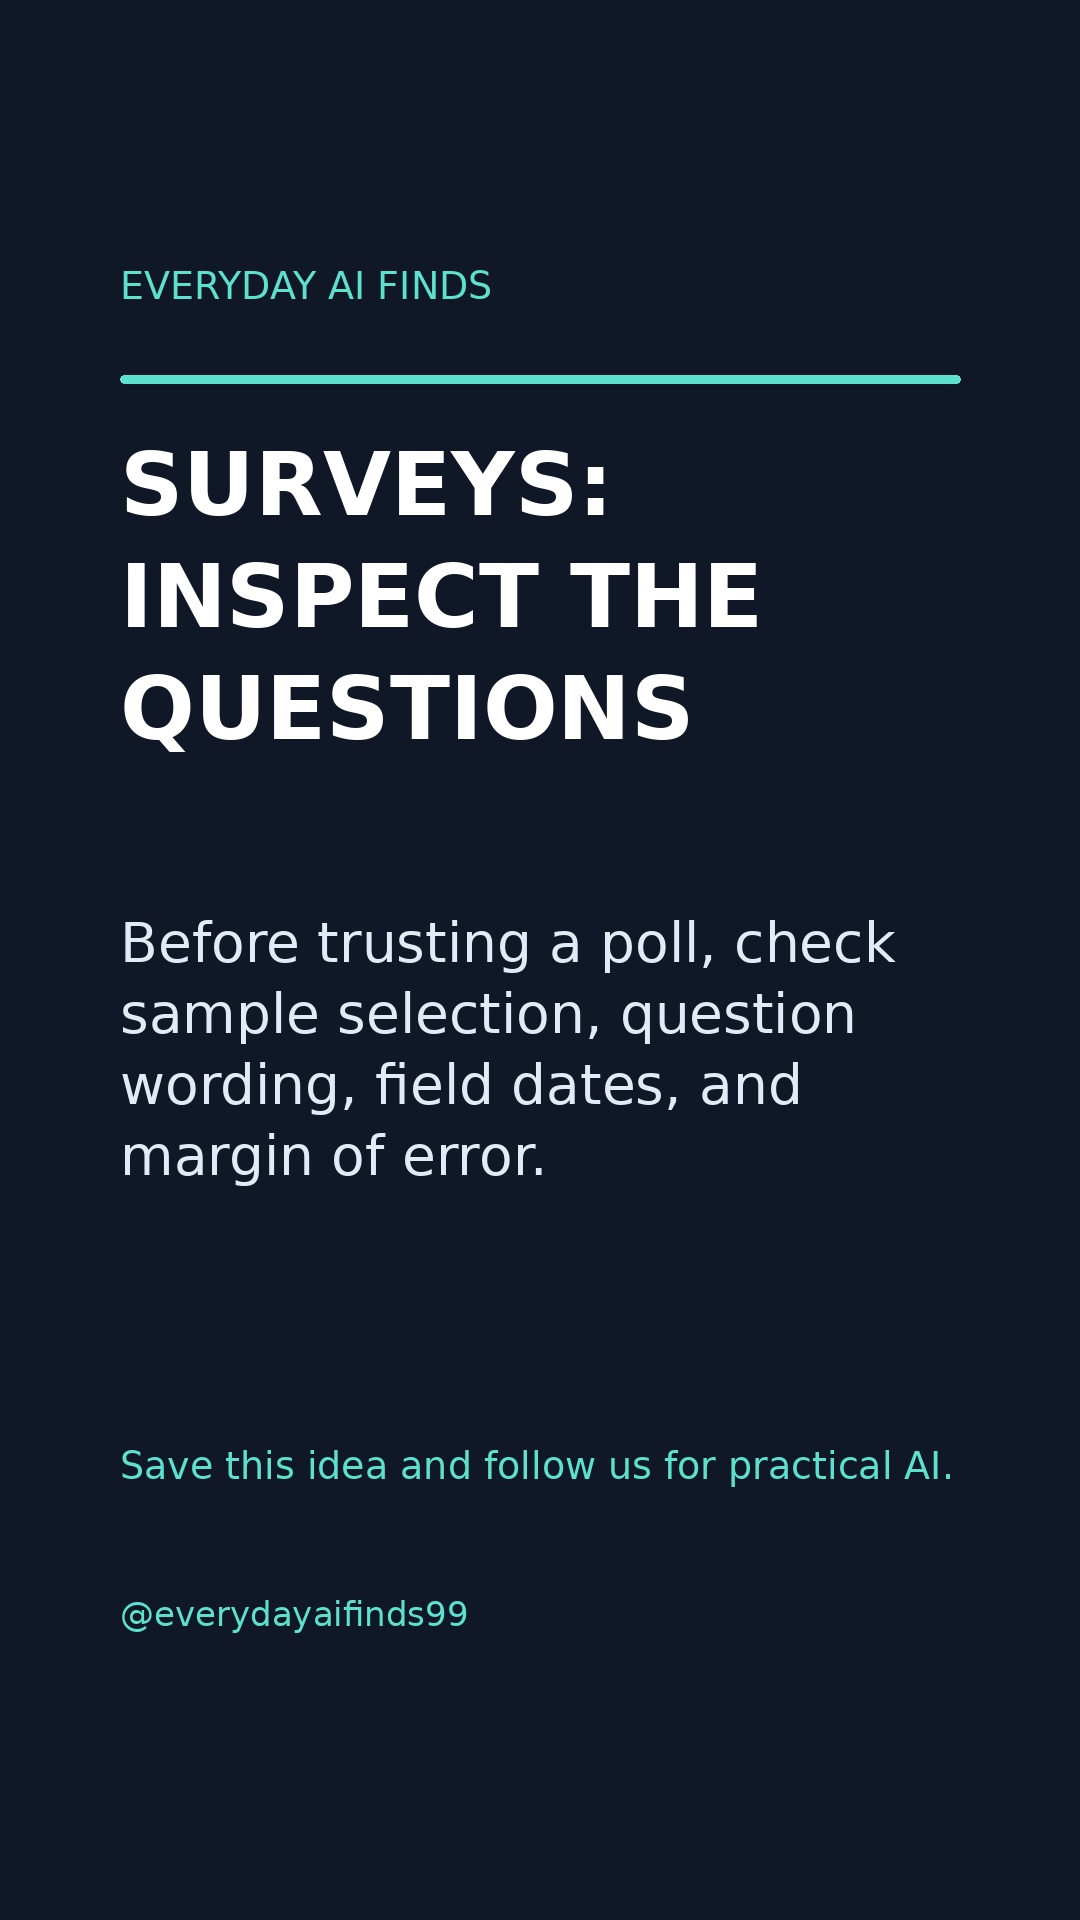 EVERYDAY AI FINDS
SURVEYS:
INSPECT THE
QUESTIONS
Before trusting a poll, check
sample selection, question
wording, field dates, and
margin of error.
Save this idea and follow us for practical AI.
@everydayaifinds99